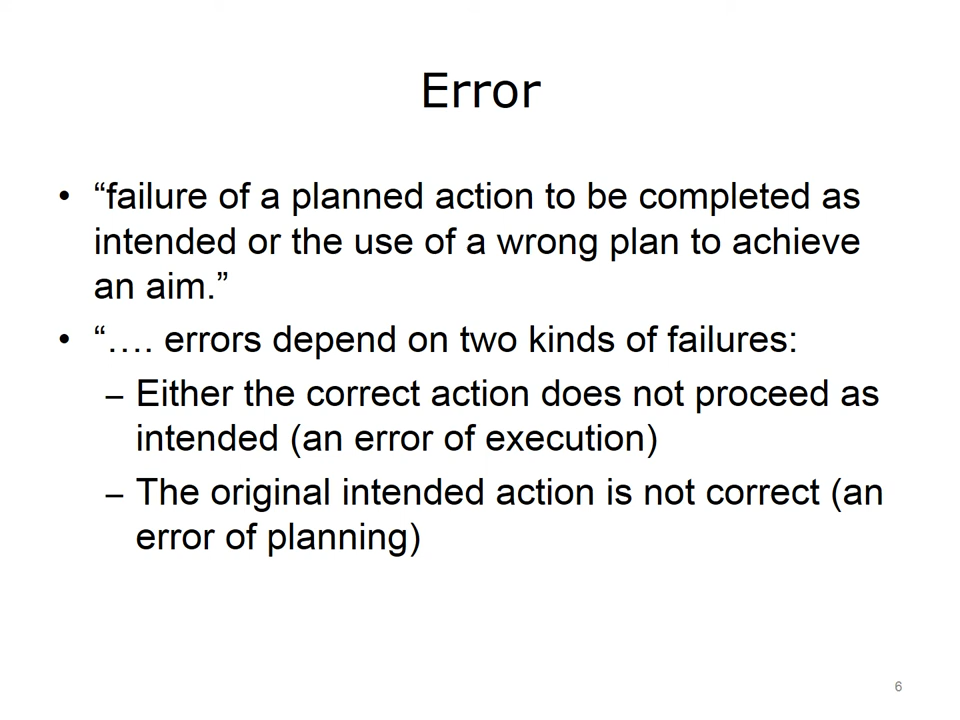 Error
• “failure of a planned action to be completed as
intended or the use of a wrong plan to achieve
an aim.”
• “…. errors depend on two kinds of failures:
– Either the correct action does not proceed as
intended (an error of execution)
– The original intended action is not correct (an
error of planning)
6